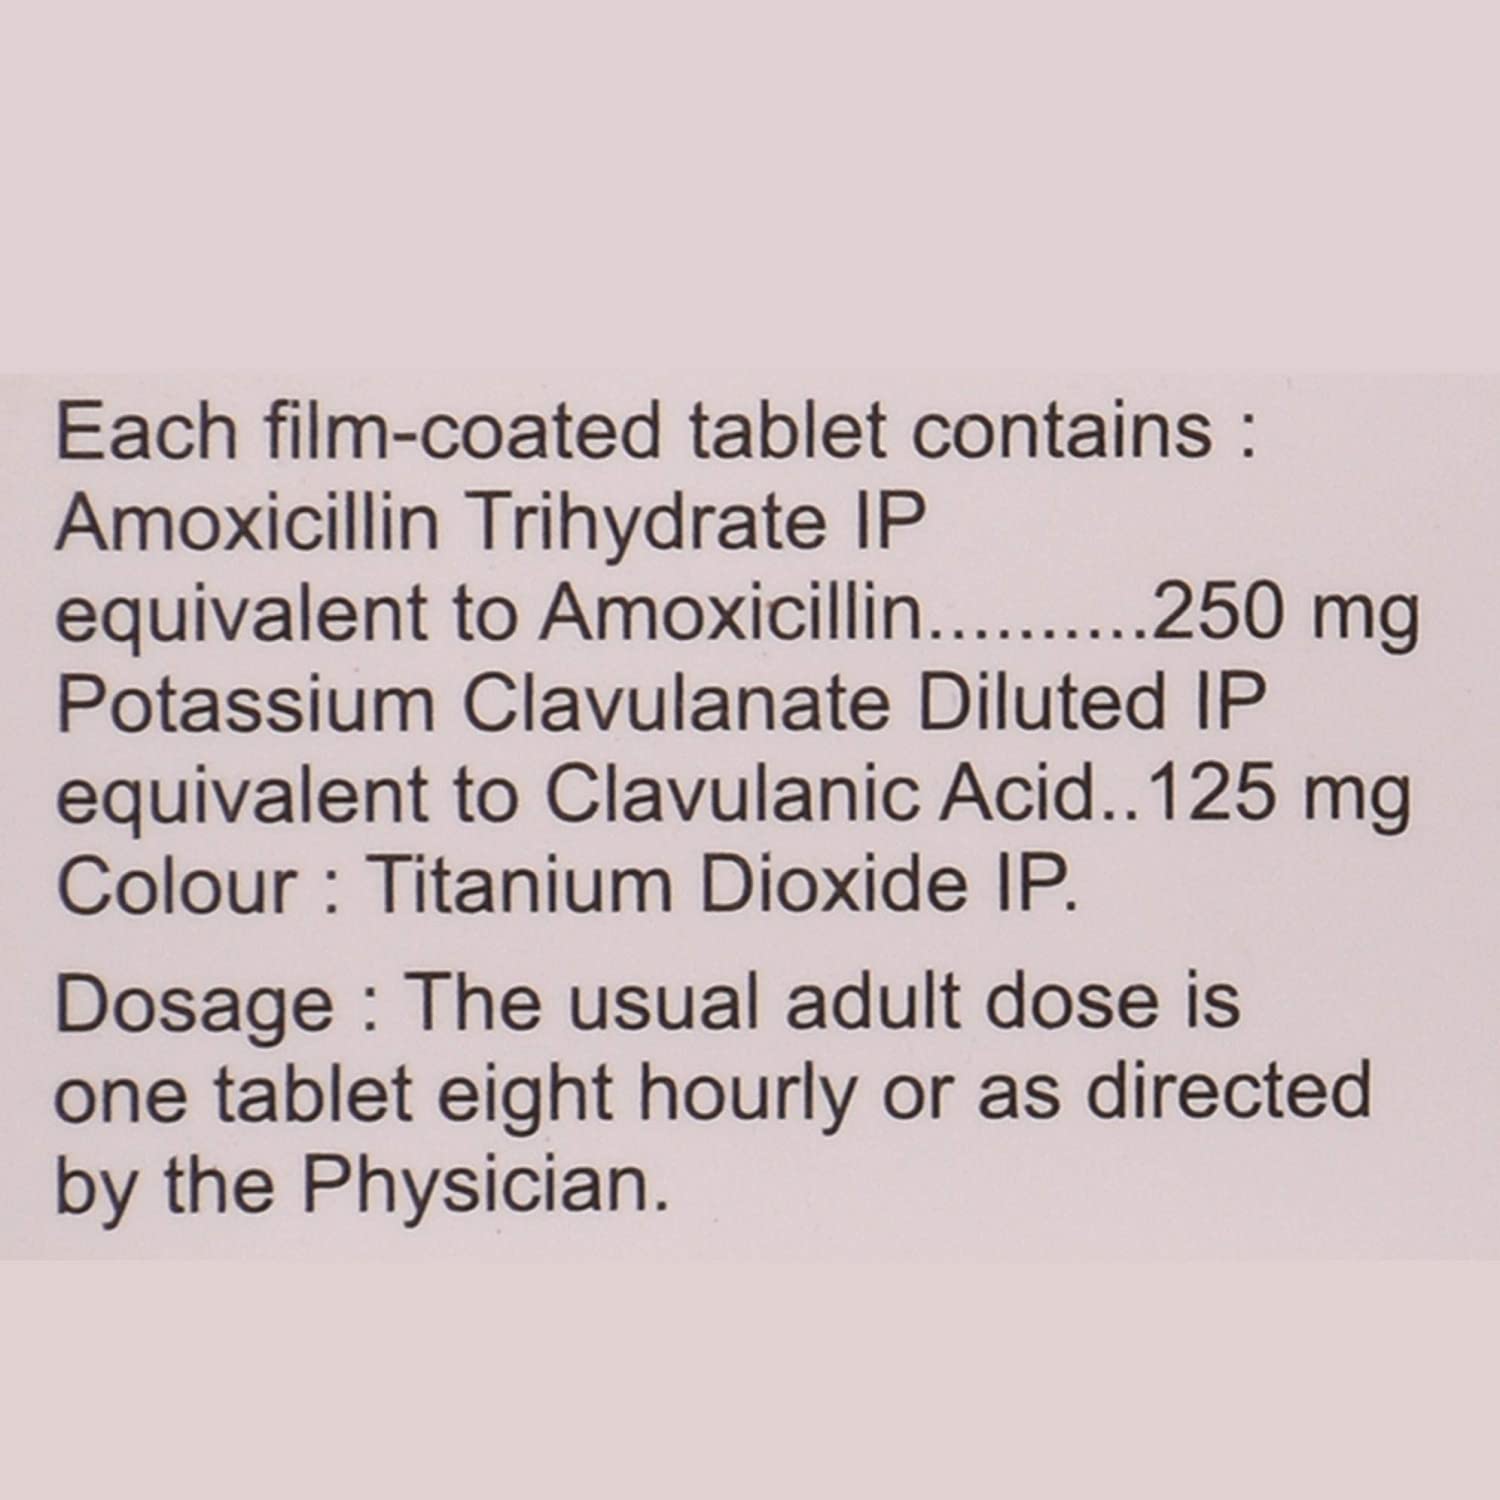 Each film-coated tablet contains :
Amoxicillin Trihydrate IP
equivalent to Amoxicillin..........250 mg
Potassium Clavulanate Diluted IP
equivalent to Clavulanic Acid..125 mg
Colour : Titanium Dioxide IP.
Dosage : The usual adult dose is
one tablet eight hourly or as directed
by the Physician.